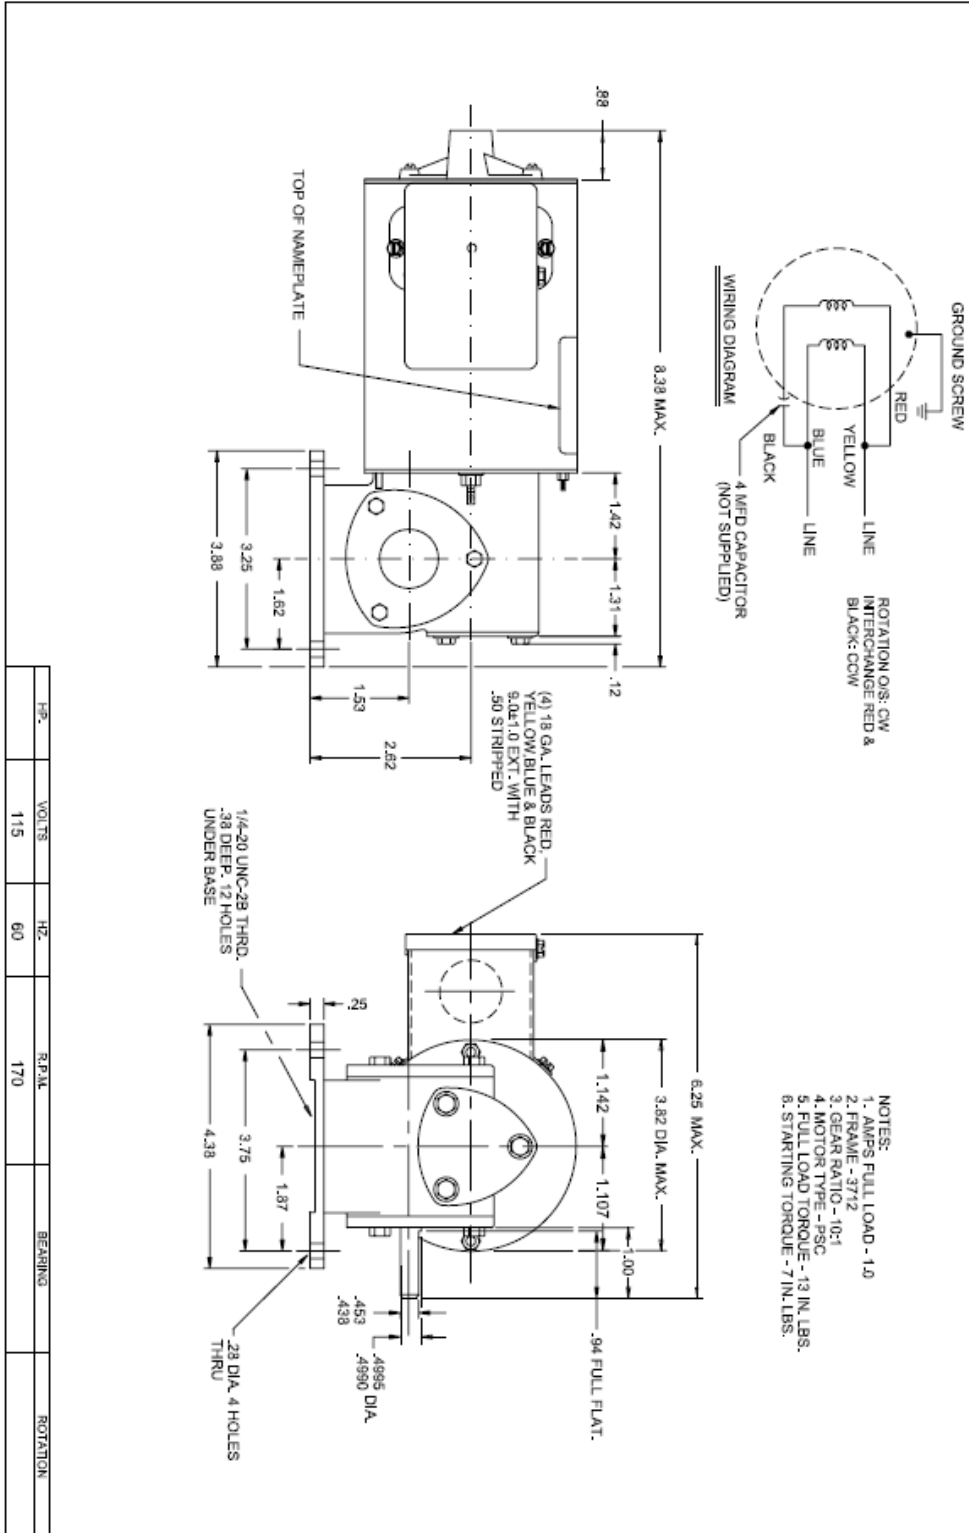 GROUND SCREW
RED
YELLOW
BLUE
BLACK
LINE
LINE
4 MFD CAPACITOR
(NOT SUPPLIED)
WIRING DIAGRAM
ROTATION O/S: CW
INTERCHANGE RED &
BLACK: CCW
NOTES:
1. AMPS FULL LOAD - 1.0
2. FRAME - 3712
3. GEAR RATIO - 10:1
4. MOTOR TYPE - PSC
5. FULL LOAD TORQUE - 13 IN. LBS.
6. STARTING TORQUE - 7 IN. LBS.
8.38 MAX.
.88
1.42
1.31
.12
TOP OF NAMEPLATE
1.62
3.25
3.88
1.53
2.62
(4) 18 GA. LEADS RED,
YELLOW,BLUE & BLACK
9.0±1.0 EXT. WITH
.50 STRIPPED
6.25 MAX.
3.82 DIA. MAX.
1.142
1.107
1.00
.94 FULL FLAT.
.25
1.87
3.75
4.38
.453
.438
.4995
.4990 DIA.
1/4-20 UNC-2B THRD.
.38 DEEP. 12 HOLES
UNDER BASE
.28 DIA. 4 HOLES
THRU
HP. VOLTS HZ. R.P.M. BEARING ROTATION
115 60 170